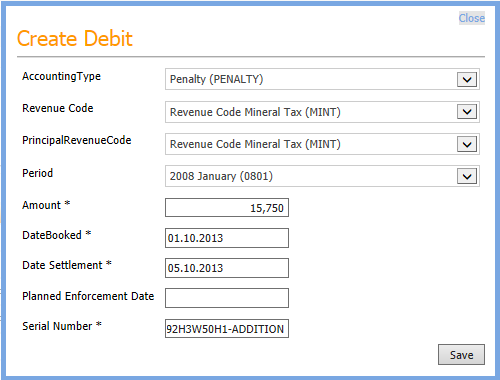 Close
Create Debit
AccountingType Penalty (PENALTY)
Revenue Code Revenue Code Mineral Tax (MINT)
PrincipalRevenueCode Revenue Code Mineral Tax (MINT)
Period 2008 January (0801)
Amount * 15,750
DateBooked * 01.10.2013
Date Settlement * 05.10.2013
Planned Enforcement Date
Serial Number * 92H3W50H1-ADDITION
Save